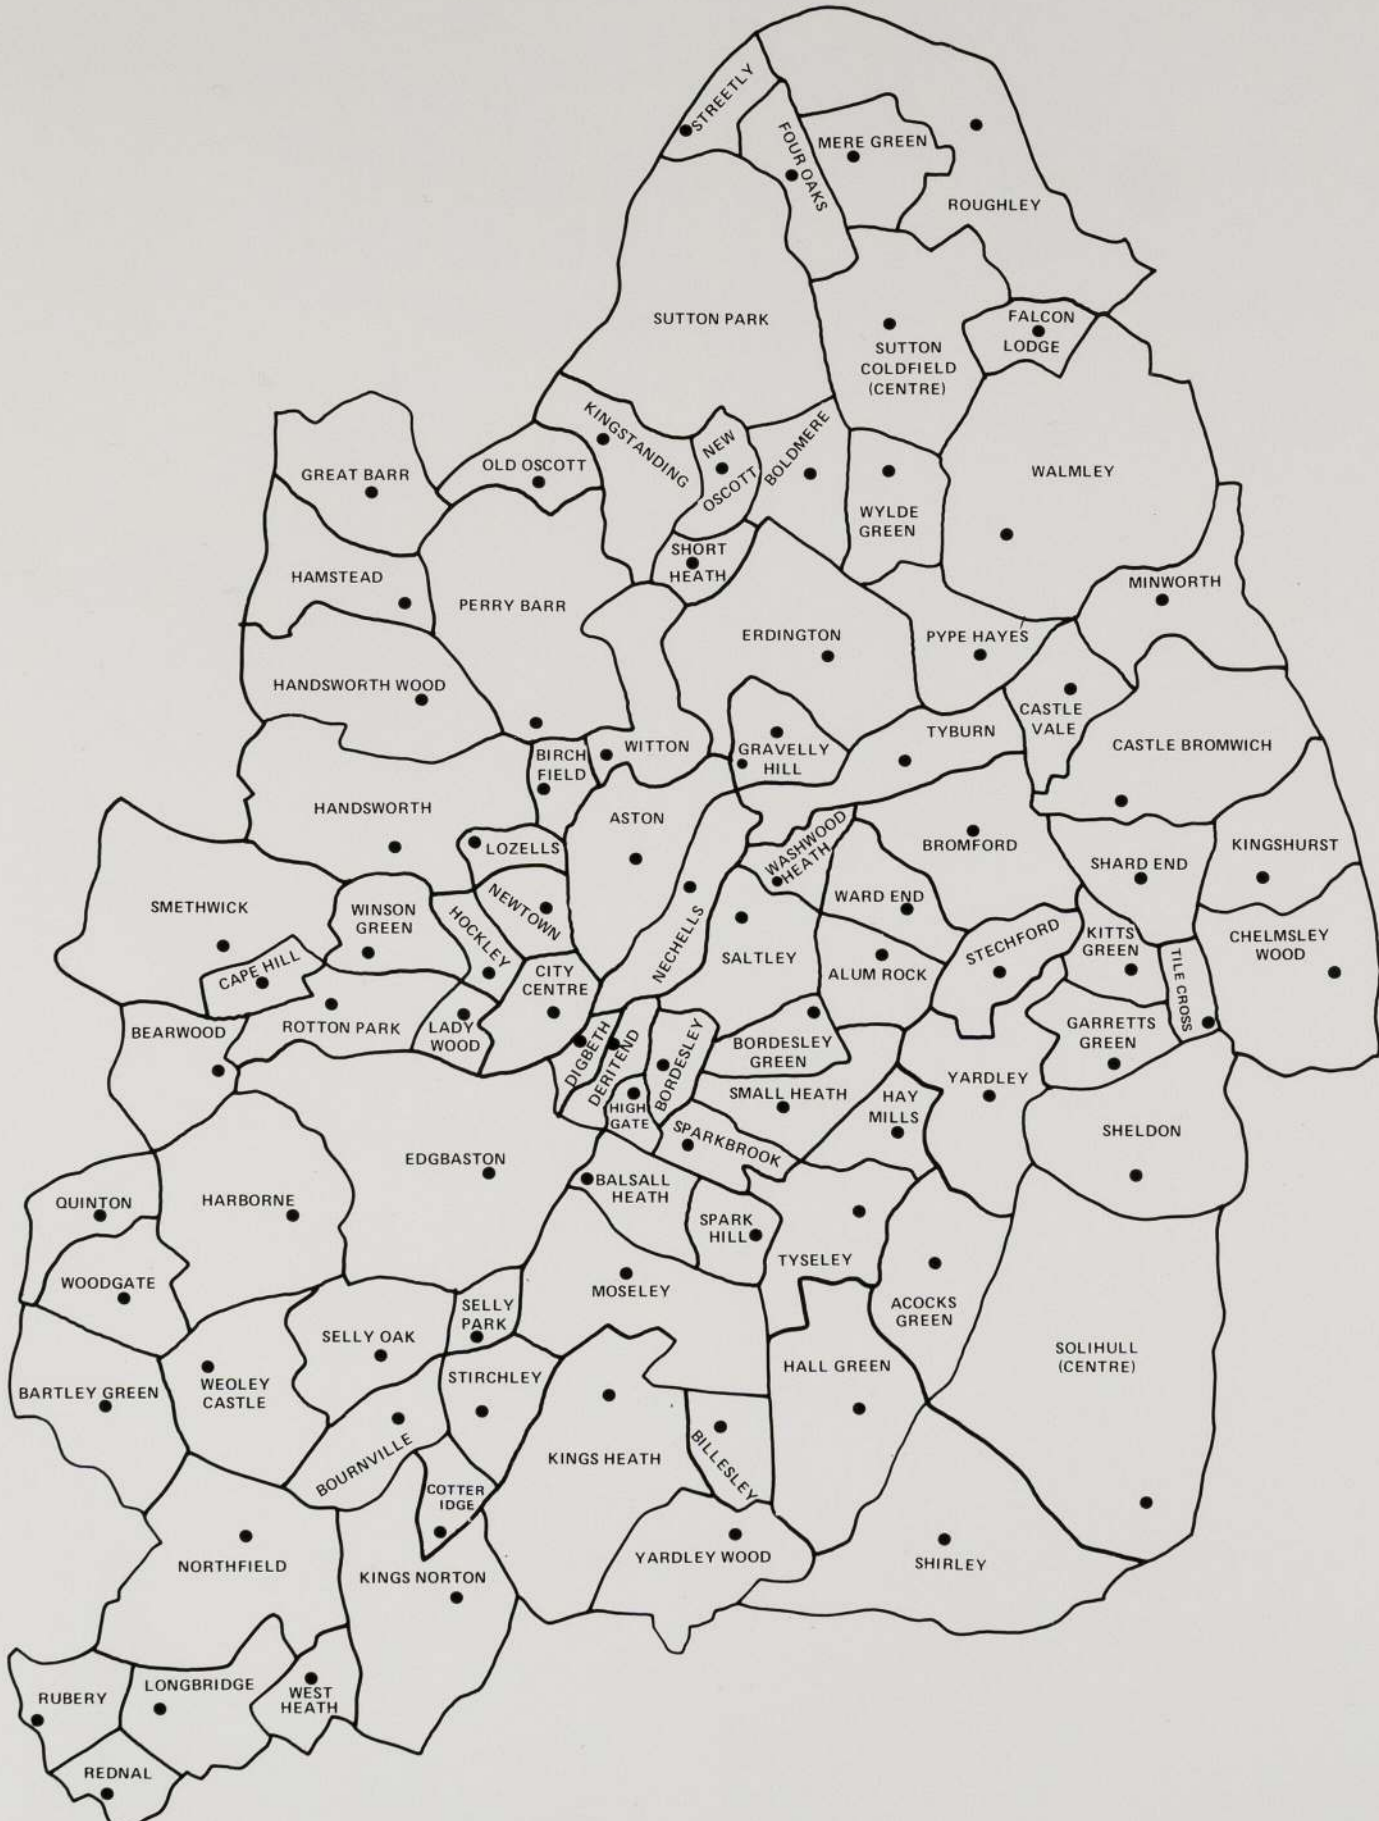 STREETLY
FOUR OAKS
MERE GREEN
ROUGHLEY
SUTTON PARK
FALCON
LODGE
SUTTON
COLDFIELD
(CENTRE)
KINGSTANDING
NEW
OSCOTT
BOLDMERE
OLD OSCOTT
GREAT BARR
WALMLEY
WYLDE
GREEN
SHORT
HEATH
HAMSTEAD
PERRY BARR
MINWORTH
ERDINGTON
PYPE HAYES
HANDSWORTH WOOD
CASTLE
VALE
TYBURN
CASTLE BROMWICH
WITTON
BIRCH
FIELD
GRAVELLY
HILL
HANDSWORTH
ASTON
LOZELLS
WASHWOOD
HEATH
BROMFORD
KINGSHURST
SHARD END
WARD END
SMETHWICK
WINSON
GREEN
HOCKLEY
NEWTOWN
NECHELLS
SALTLEY
ALUM ROCK
STECHFORD
KITTS
GREEN
TILE CROSS
CHELMSLEY
WOOD
CAPE HILL
CITY
CENTRE
BEARWOOD
ROTTON PARK
LADY
WOOD
DIGBETH
DERITEND
BORDESLEY
BORDESLEY
GREEN
GARRETTS
GREEN
YARDLEY
SMALL HEATH
HAY
MILLS
HIGH
GATE
SPARKBROOK
SHELDON
EDGBASTON
BALSALL
HEATH
QUINTON
HARBORNE
SPARK
HILL
TYSELEY
WOODGATE
MOSELEY
SELLY
PARK
ACOCKS
GREEN
SELLY OAK
SOLIHULL
(CENTRE)
HALL GREEN
STIRCHLEY
BARTLEY GREEN
WEOLEY
CASTLE
BOURNVILLE
KINGS HEATH
BILLESLEY
COTTER
IDGE
YARDLEY WOOD
SHIRLEY
NORTHFIELD
KINGS NORTON
LONGBRIDGE
WEST
HEATH
RUBERY
REDNAL